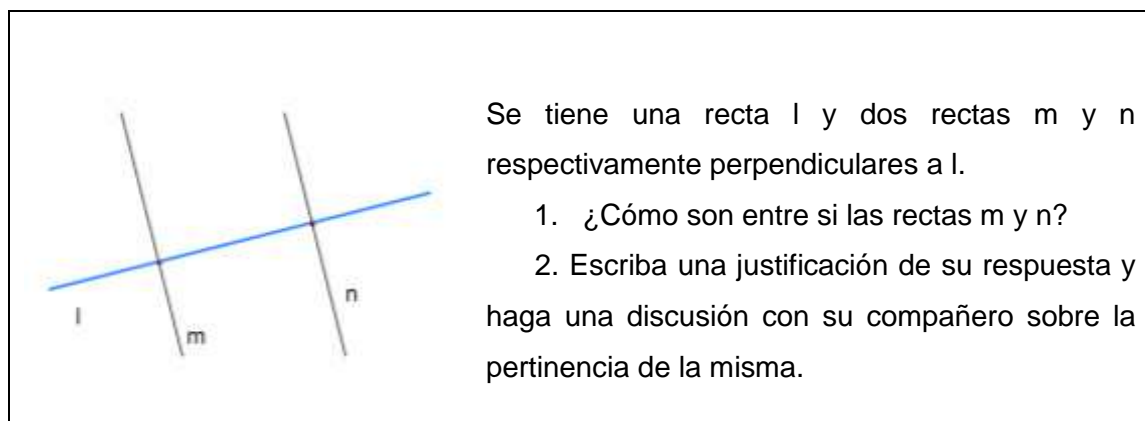 Se tiene una recta l y dos rectas m y n
respectivamente perpendiculares a l.
1. ¿Cómo son entre si las rectas m y n?
2. Escriba una justificación de su respuesta y
haga una discusión con su compañero sobre la
pertinencia de la misma.
l
m
n